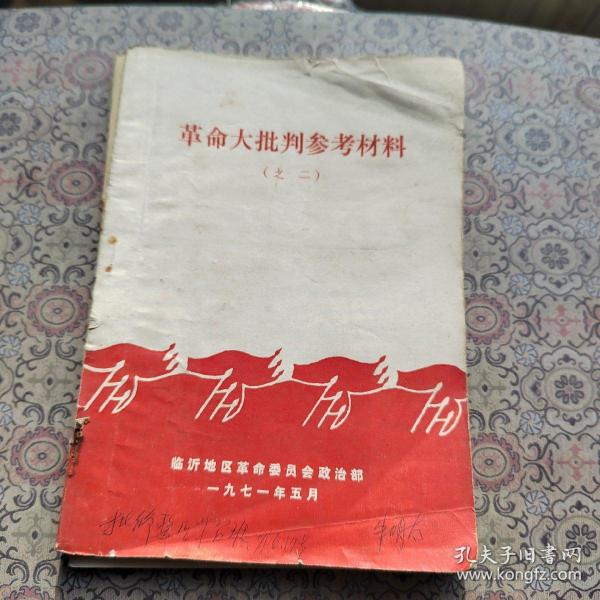 革命大批判参考材料
（之二）
临沂地区革命委员会政治部
一九七一年五月
孔夫子旧书网
www.kongfz.com